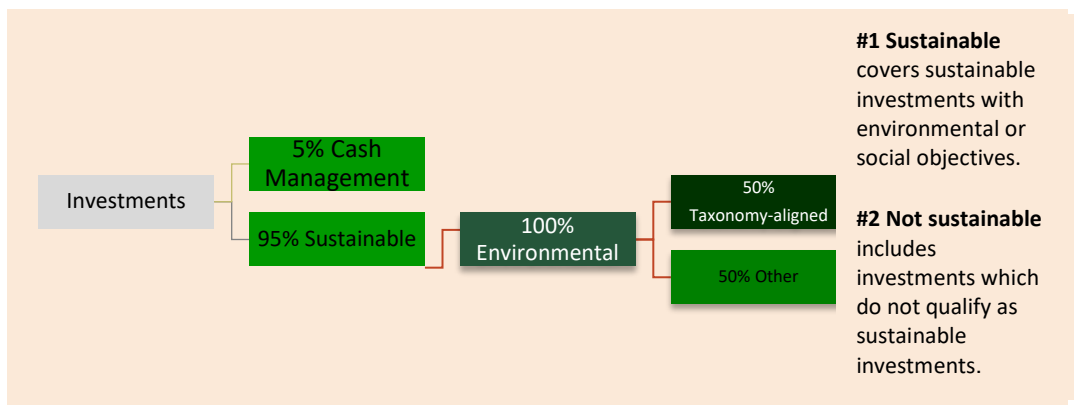 Investments
5% Cash
Management
95% Sustainable
100%
Environmental
50%
Taxonomy-aligned
50% Other
#1 Sustainable
covers sustainable
investments with
environmental or
social objectives.
#2 Not sustainable
includes
investments which
do not qualify as
sustainable
investments.